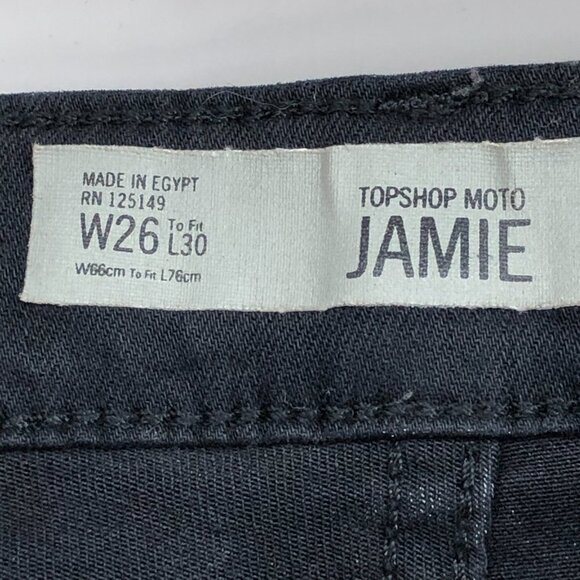 MADE IN EGYPT
RN 125149
W26 To Fit L30
W66cm To Fit L76cm
TOPSHOP MOTO
JAMIE